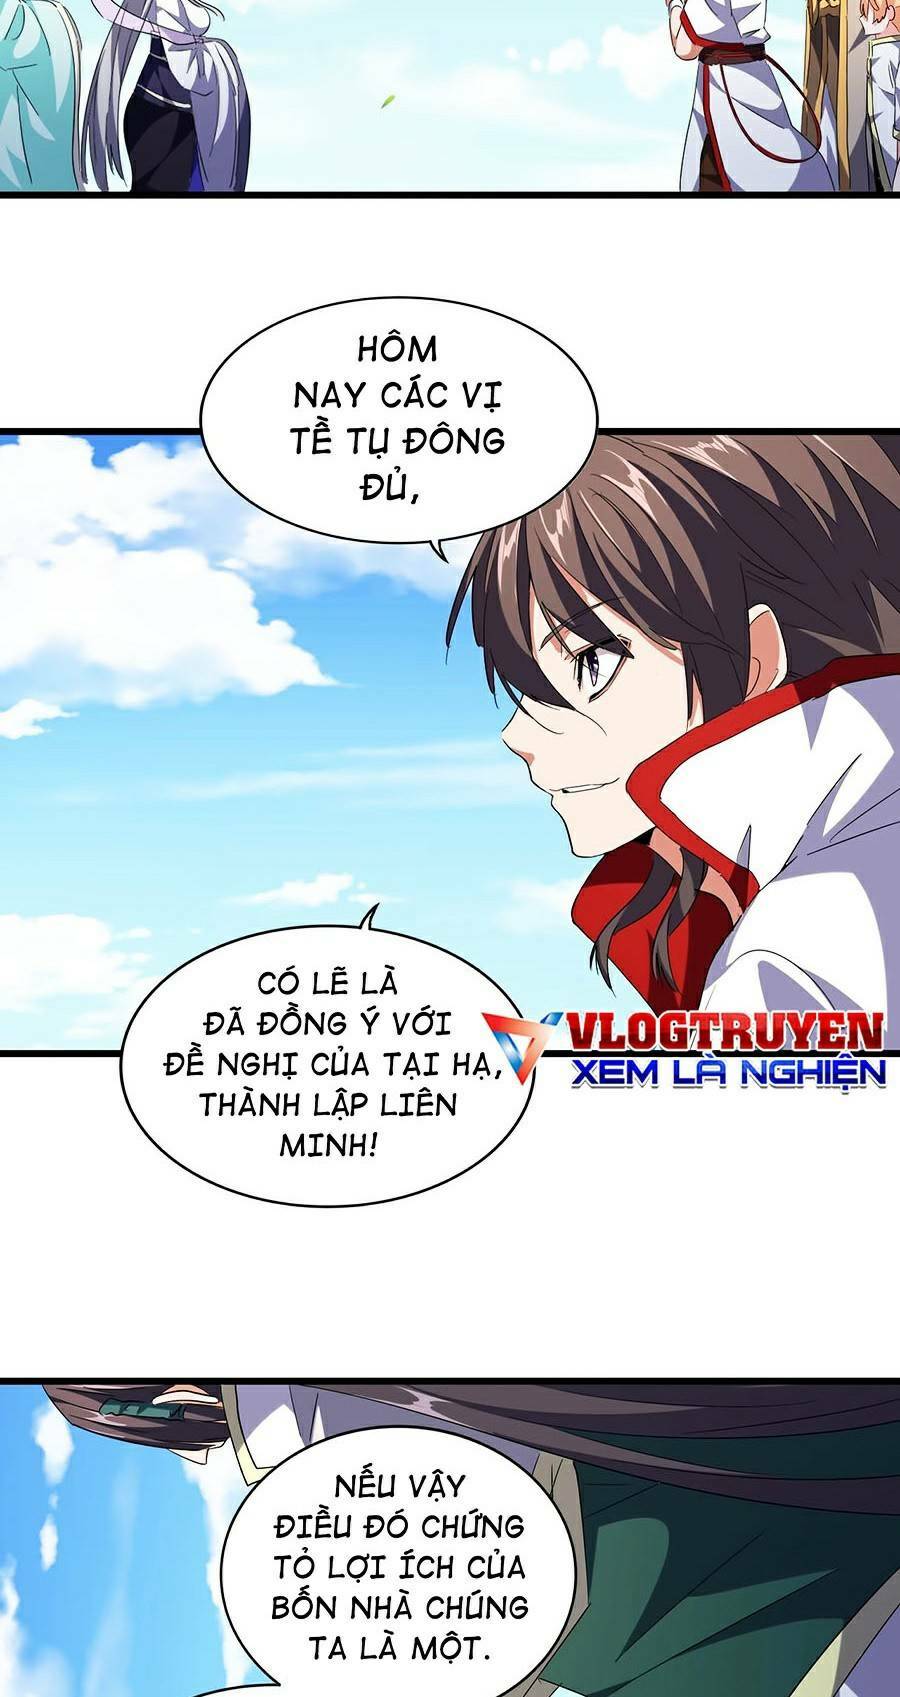 HÔM
NAY CÁC VỊ
TỀ TỤ ĐÔNG
ĐỦ,
CÓ LẼ LÀ
ĐÃ ĐỒNG Ý VỚI
ĐỀ NGHỊ CỦA TẠI HẠ,
THÀNH LẬP LIÊN
MINH!
VLOGTRUYEN
XEM LÀ NGHIỆN
NẾU VẬY
ĐIỀU ĐÓ CHỨNG
TỎ LỢI ÍCH CỦA
BỐN NHÀ CHÚNG
TA LÀ MỘT.